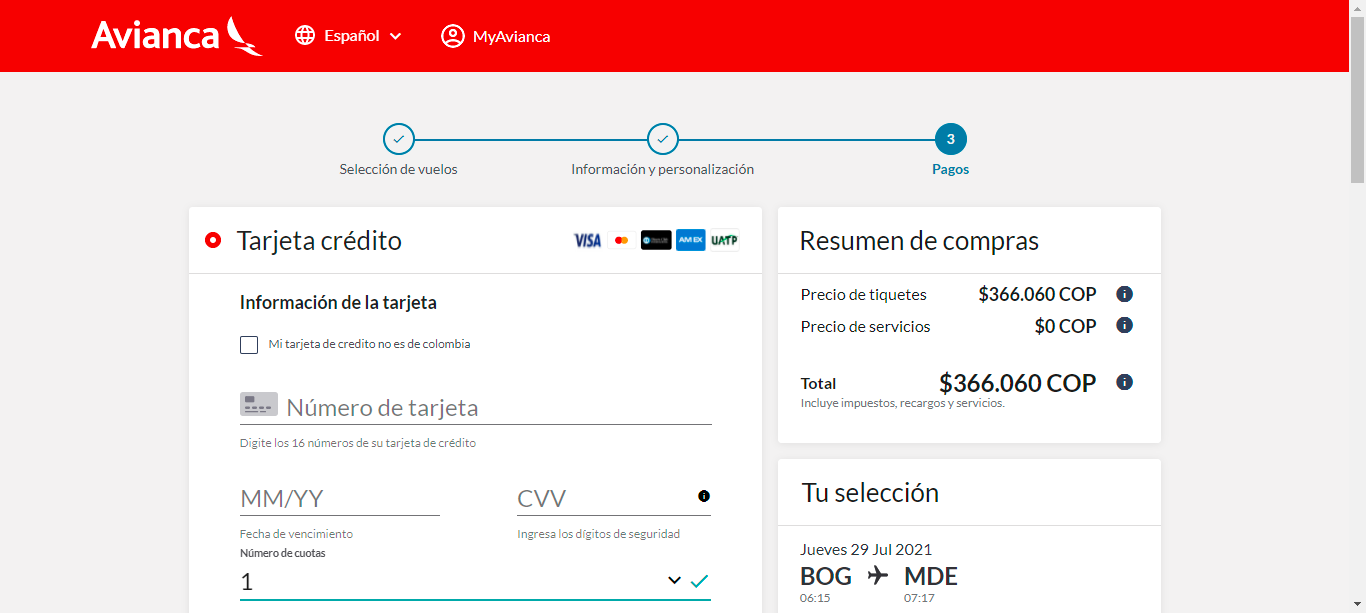 Avianca
Español
MyAvianca
3
Selección de vuelos
Información y personalización
Pagos
Tarjeta crédito
VISA
AMEX
UATP
Información de la tarjeta
Mi tarjeta de credito no es de colombia
Número de tarjeta
Digite los 16 números de su tarjeta de crédito
MM/YY
CVV
Fecha de vencimiento
Ingresa los dígitos de seguridad
Número de cuotas
1
Resumen de compras
Precio de tiquetes $366.060 COP
Precio de servicios $0 COP
Total $366.060 COP
Incluye impuestos, recargos y servicios.
Tu selección
Jueves 29 Jul 2021
BOG MDE
06:15 07:17